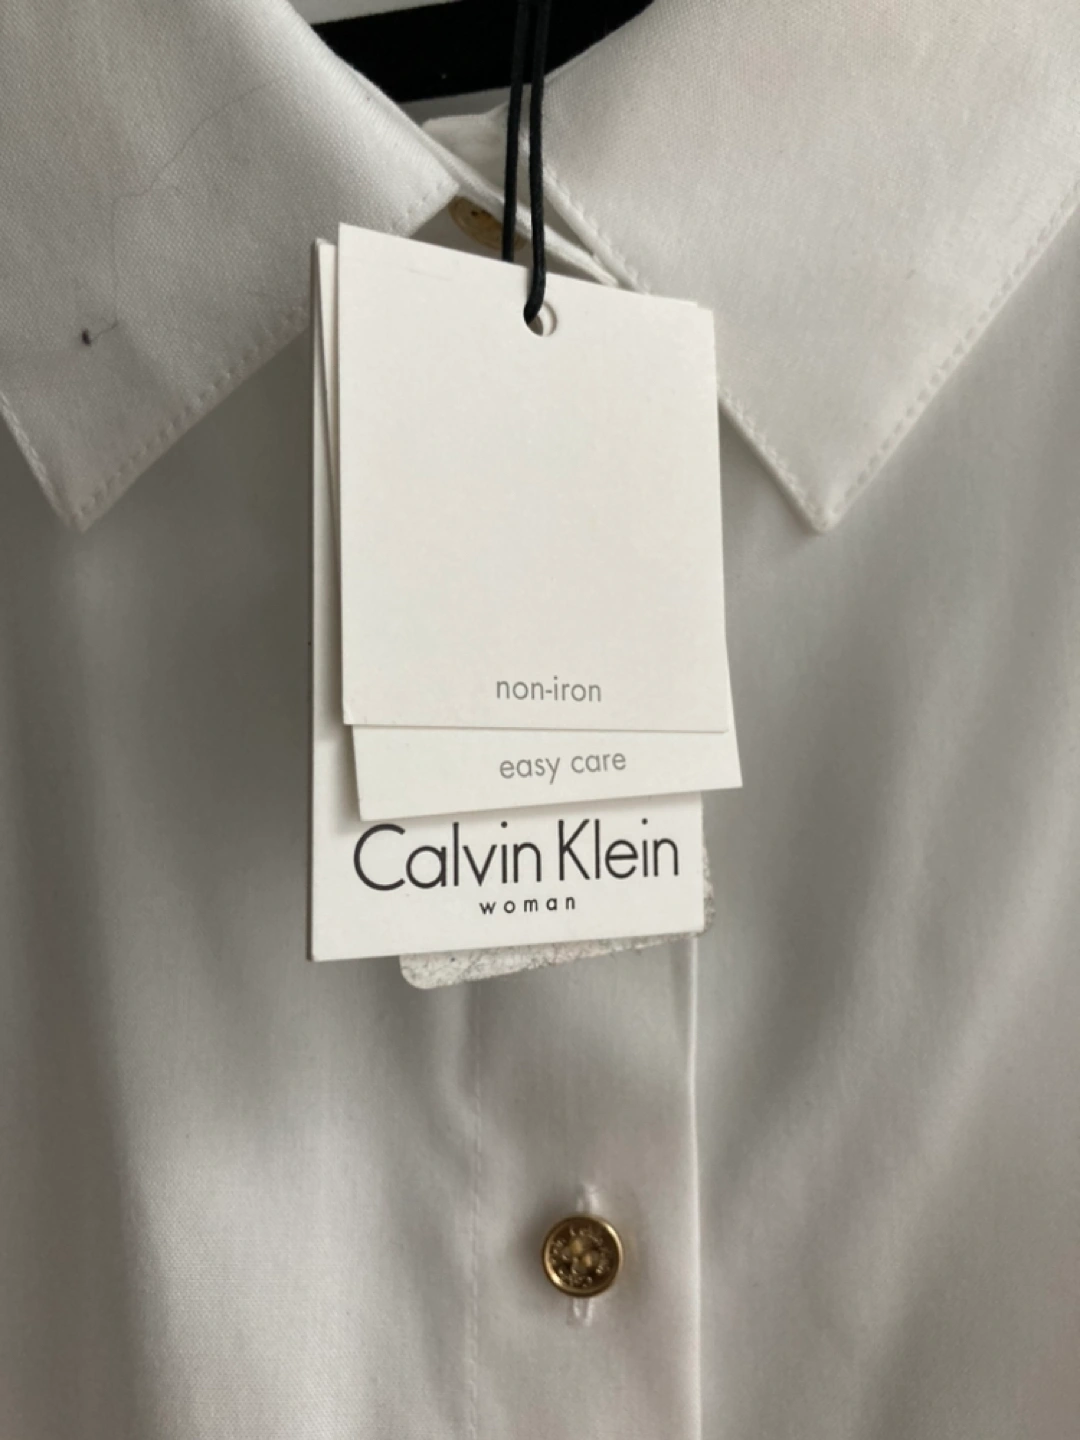 non-iron
easy care
Calvin Klein
woman